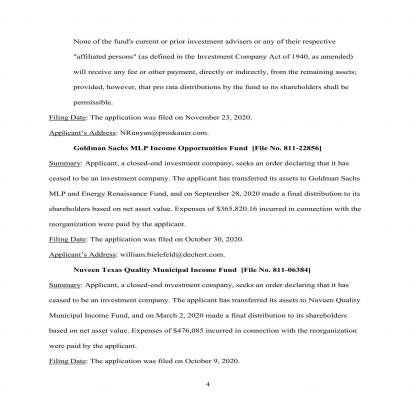 None of the fund's current or prior investment advisers or any of their respective
"affiliated persons" (as defined in the Investment Company Act of 1940, as amended)
will receive any fee or other payment, directly or indirectly, from the remaining assets;
provided, however, that pro rata distributions by the fund to its shareholders shall be
permissible.
Filing Date: The application was filed on November 23, 2020.
Applicant's Address: NRunyan@proskauer.com.
Goldman Sachs MLP Income Opportunities Fund [File No. 811-22856]
Summary: Applicant, a closed-end investment company, seeks an order declaring that it has
ceased to be an investment company. The applicant has transferred its assets to Goldman Sachs
MLP and Energy Renaissance Fund, and on September 28, 2020 made a final distribution to its
shareholders based on net asset value. Expenses of $365,820.16 incurred in connection with the
reorganization were paid by the applicant.
Filing Date: The application was filed on October 30, 2020.
Applicant's Address: william.bielefeld@dechert.com.
Nuveen Texas Quality Municipal Income Fund [File No. 811-06384]
Summary: Applicant, a closed-end investment company, seeks an order declaring that it has
ceased to be an investment company. The applicant has transferred its assets to Nuveen Quality
Municipal Income Fund, and on March 2, 2020 made a final distribution to its shareholders
based on net asset value. Expenses of $476,085 incurred in connection with the reorganization
were paid by the applicant.
Filing Date: The application was filed on October 9, 2020.
4